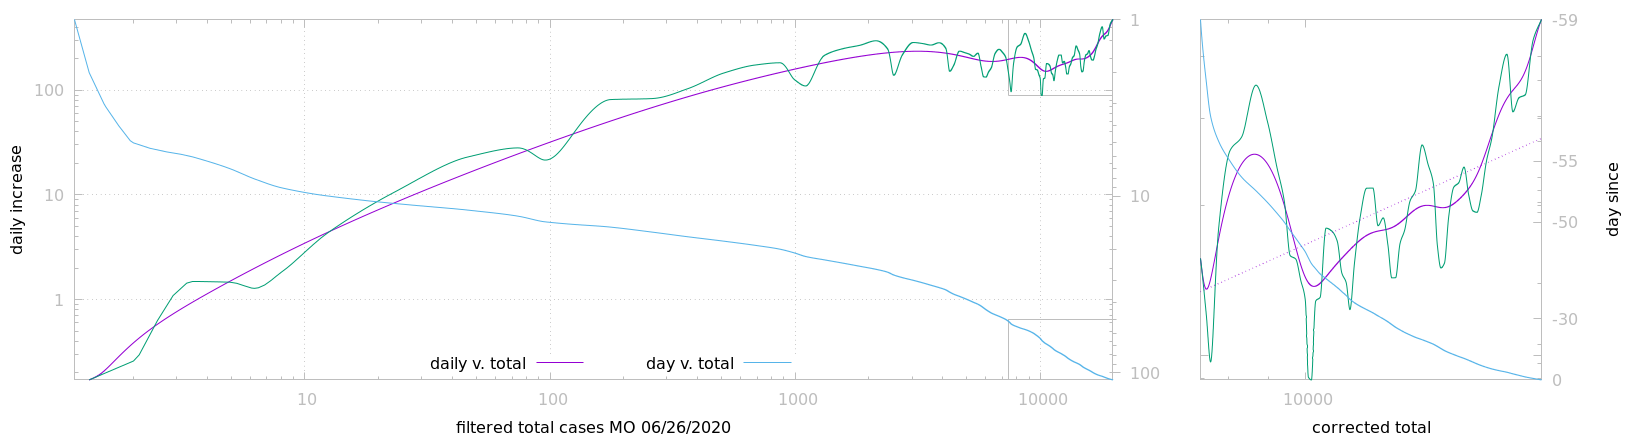 daily increase
100
10
1
10
100
1000
10000
1
10
100
daily v. total
day v. total
filtered total cases MO 06/26/2020
-59
-55
-50
-30
0
day since
10000
corrected total